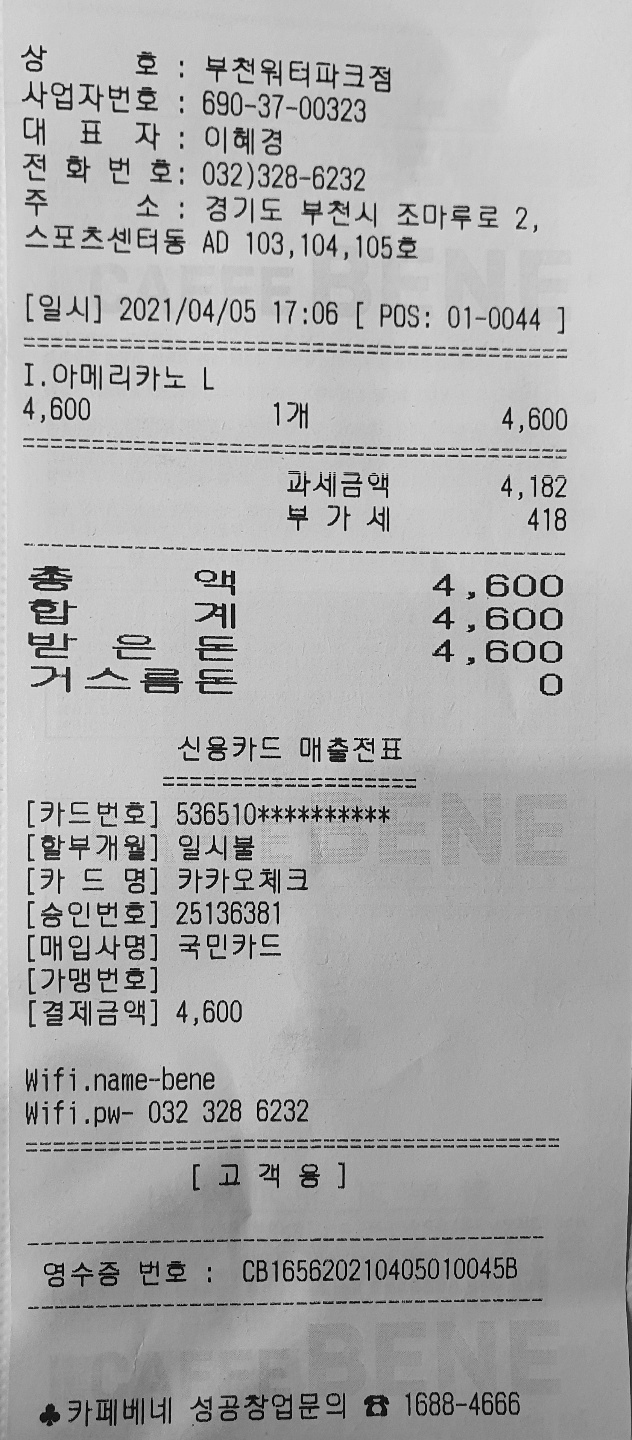 상 호 : 부천워터파크점
사업자번호 : 690-37-00323
대 표 자 : 이혜경
전 화 번 호: 032)328-6232
주 소 : 경기도 부천시 조마루로 2,
스포츠센터동 AD 103,104,105호
[일시] 2021/04/05 17:06 [ POS: 01-0044 ]
I.아메리카노 L
4,600 1개 4,600
과세금액 4,182
부 가 세 418
총 액 4,600
합 계 4,600
받 은 돈 4,600
거스름돈 0
신용카드 매출전표
[카드번호] 536510**********
[할부개월] 일시불
[카 드 명] 카카오체크
[승인번호] 25136381
[매입사명] 국민카드
[가맹번호]
[결제금액] 4,600
Wifi.name-bene
Wifi.pw- 032 328 6232
[ 고 객 용 ]
영수증 번호 : CB165620210405010045B
♣카페베네 성공창업문의 ☎ 1688-4666